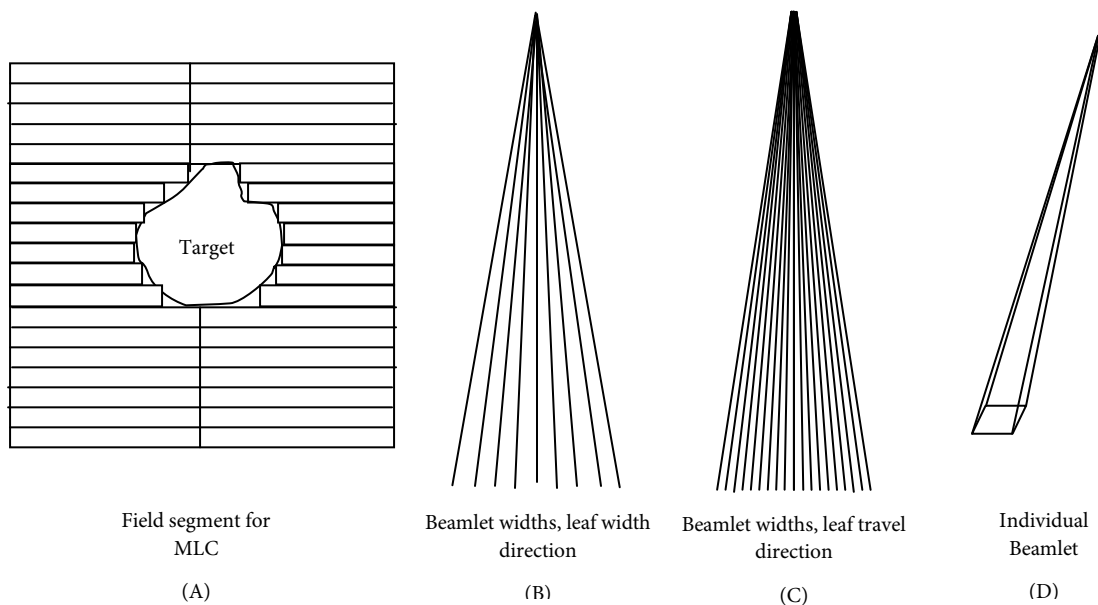 Target
Field segment for
MLC
(A)
Beamlet widths, leaf width
direction
(B)
Beamlet widths, leaf travel
direction
(C)
Individual
Beamlet
(D)